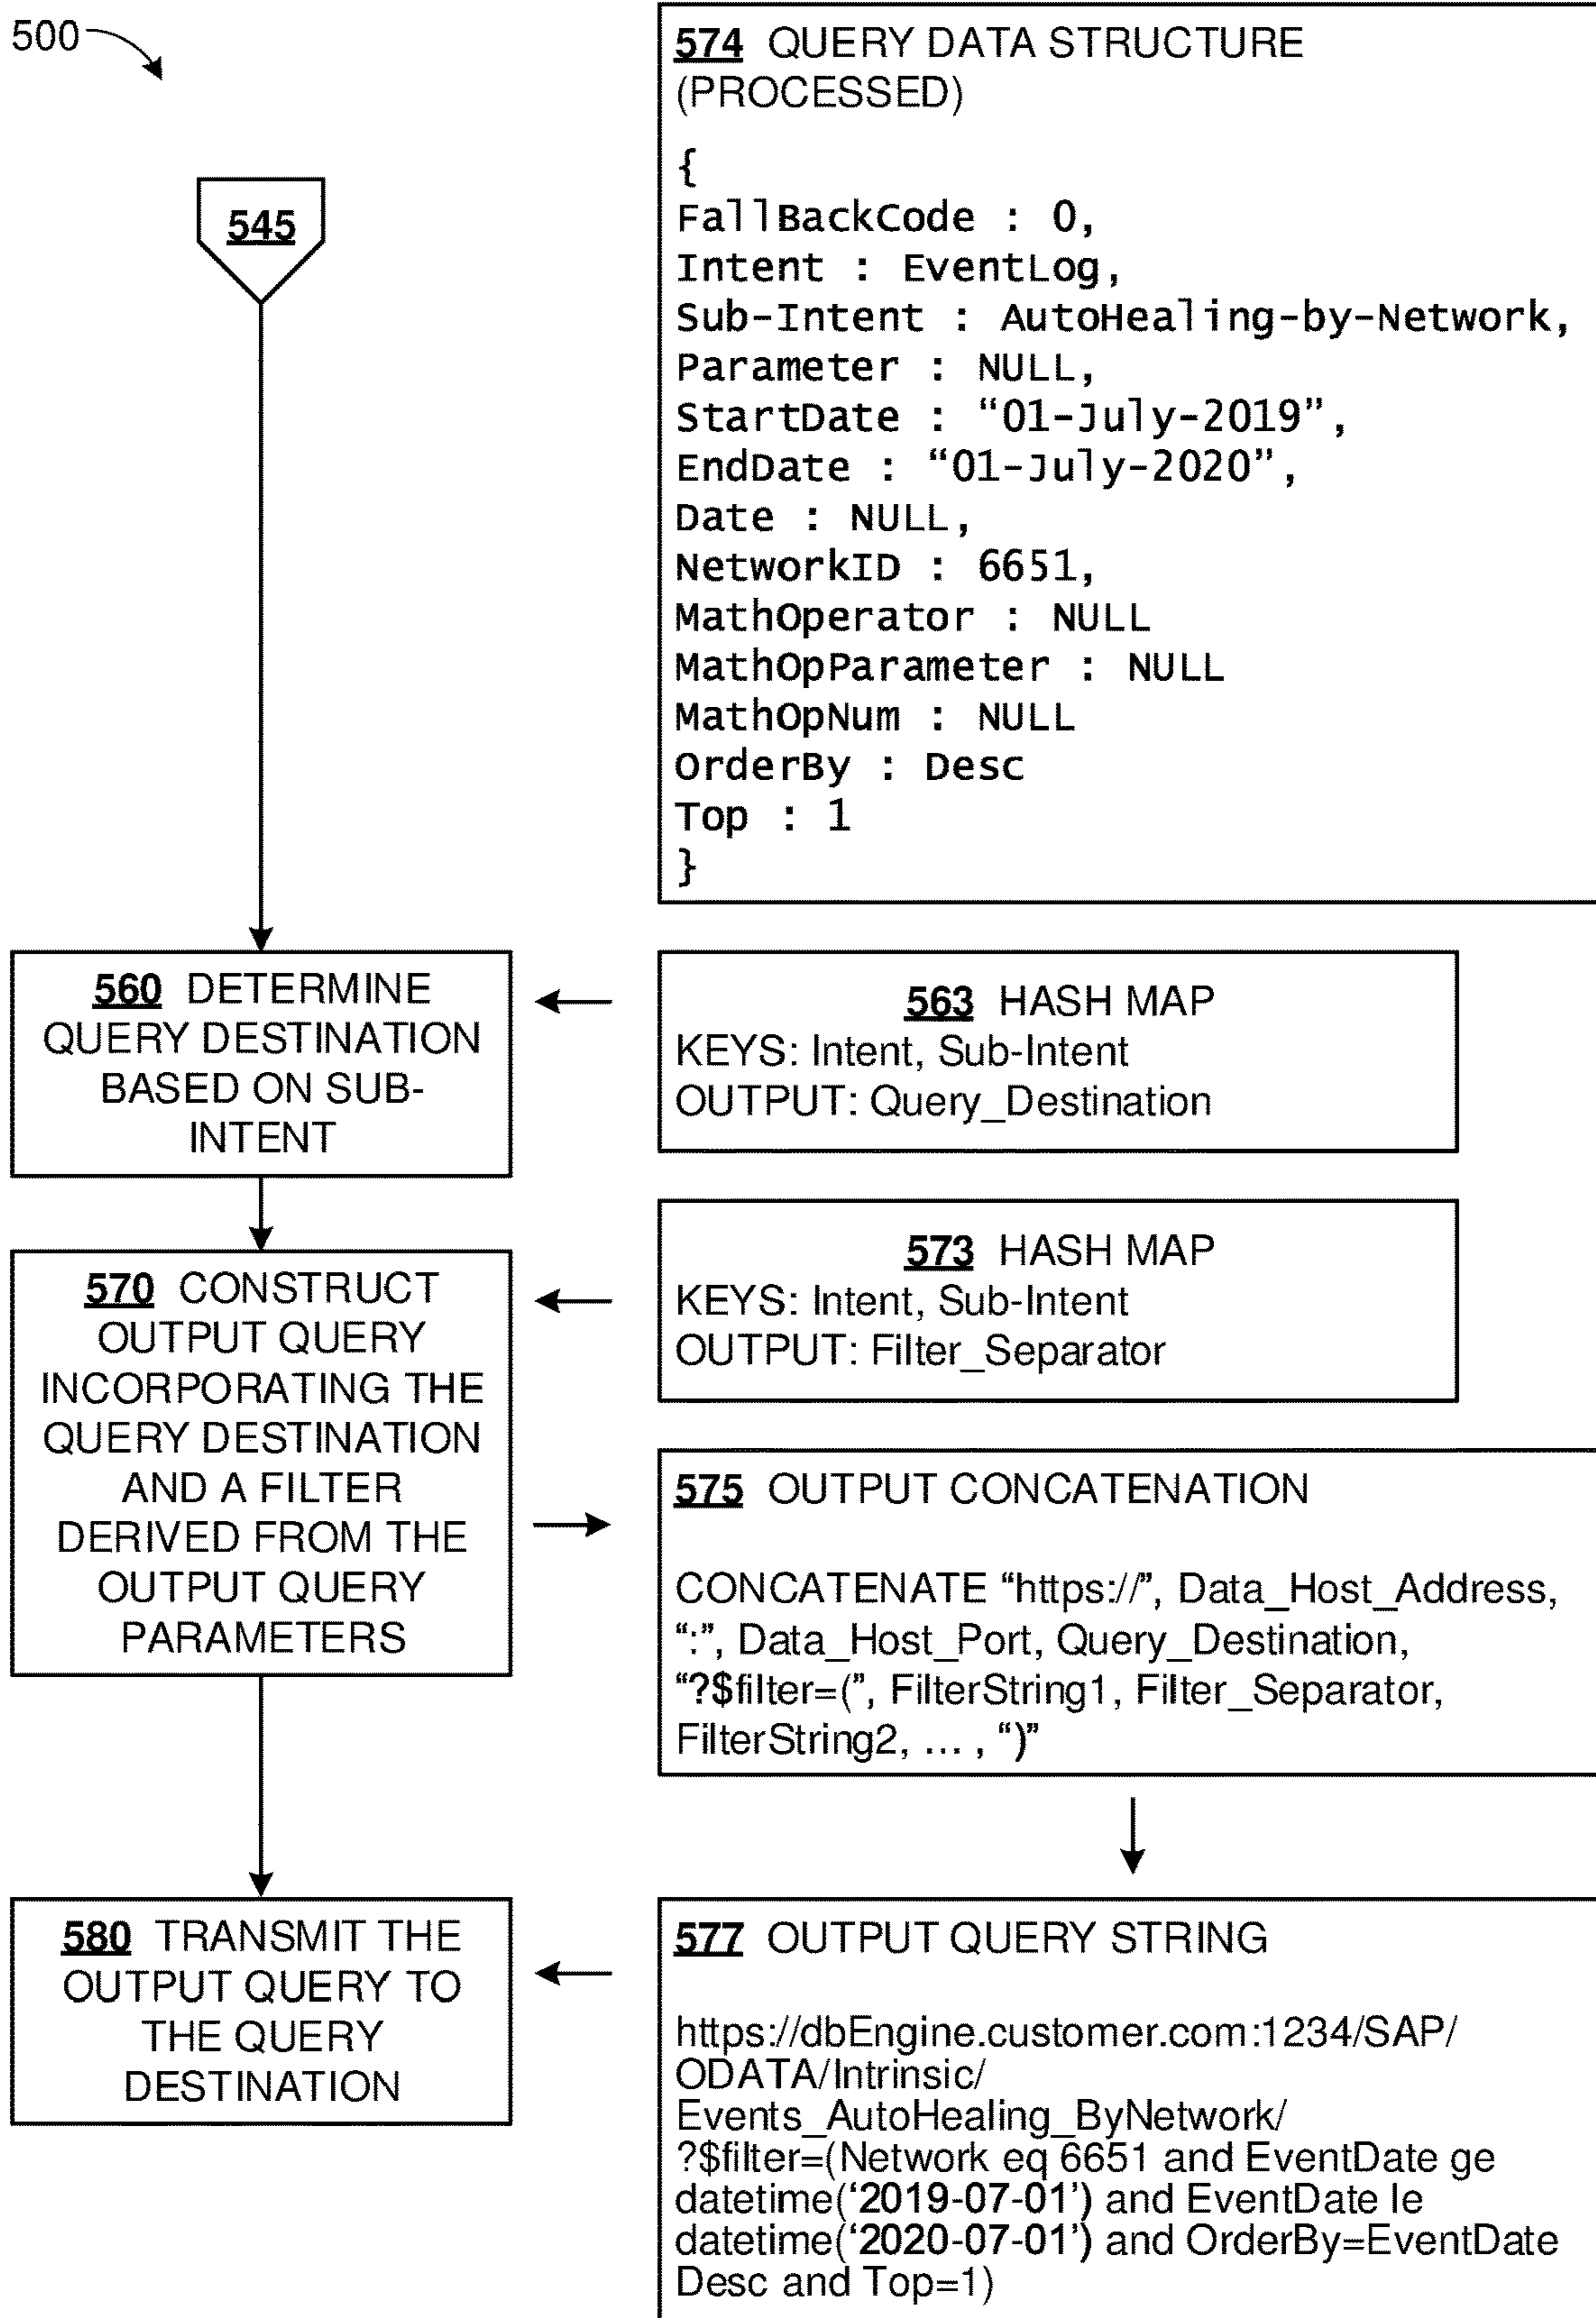 500
574 QUERY DATA STRUCTURE
(PROCESSED)
{
FallBackCode : 0,
Intent : EventLog,
Sub-Intent : AutoHealing-by-Network,
Parameter : NULL,
StartDate : “01-July-2019”,
EndDate : “01-July-2020”,
Date : NULL,
NetworkID : 6651,
MathOperator : NULL
MathOpParameter : NULL
MathOpNum : NULL
OrderBy : Desc
Top : 1
}
545
560 DETERMINE
QUERY DESTINATION
BASED ON SUB-
INTENT
563 HASH MAP
KEYS: Intent, Sub-Intent
OUTPUT: Query_Destination
570 CONSTRUCT
OUTPUT QUERY
INCORPORATING THE
QUERY DESTINATION
AND A FILTER
DERIVED FROM THE
OUTPUT QUERY
PARAMETERS
573 HASH MAP
KEYS: Intent, Sub-Intent
OUTPUT: Filter_Separator
575 OUTPUT CONCATENATION
CONCATENATE “https://”, Data_Host_Address,
“:”, Data_Host_Port, Query_Destination,
“?$filter=(”, FilterString1, Filter_Separator,
FilterString2, … , “)”
580 TRANSMIT THE
OUTPUT QUERY TO
THE QUERY
DESTINATION
577 OUTPUT QUERY STRING
https://dbEngine.customer.com:1234/SAP/
ODATA/Intrinsic/
Events_AutoHealing_ByNetwork/
?$filter=(Network eq 6651 and EventDate ge
datetime(‘2019-07-01’) and EventDate le
datetime(‘2020-07-01’) and OrderBy=EventDate
Desc and Top=1)